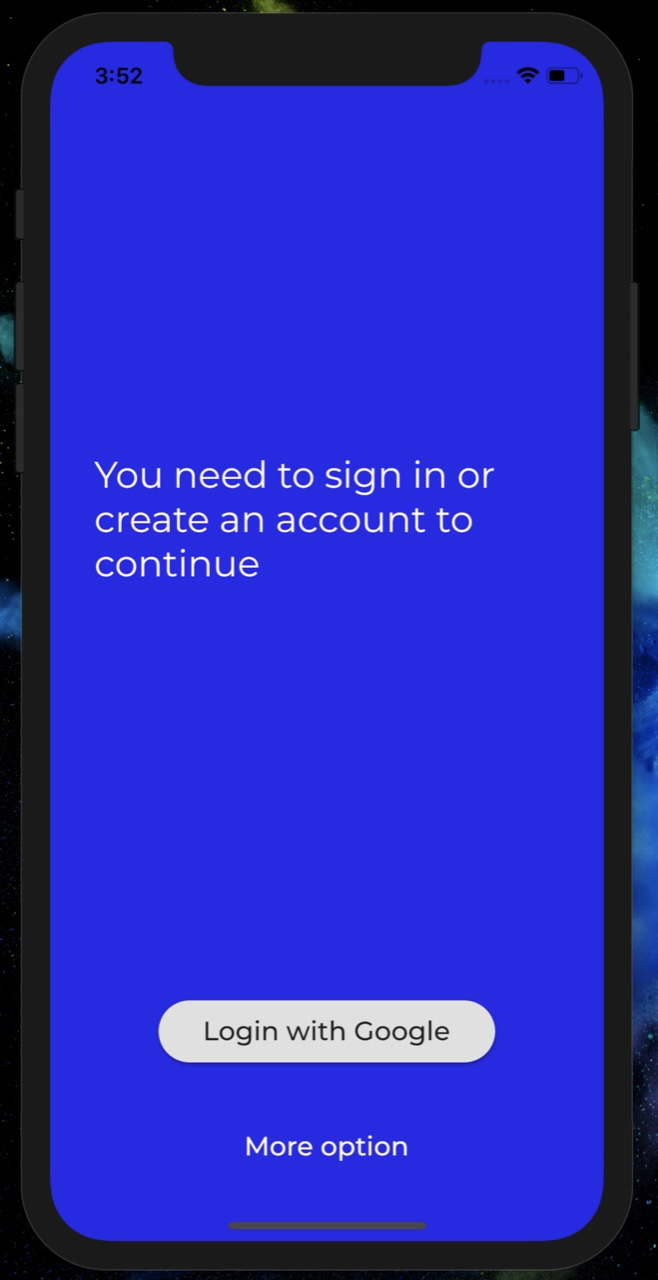 3:52
You need to sign in or
create an account to
continue
Login with Google
More option